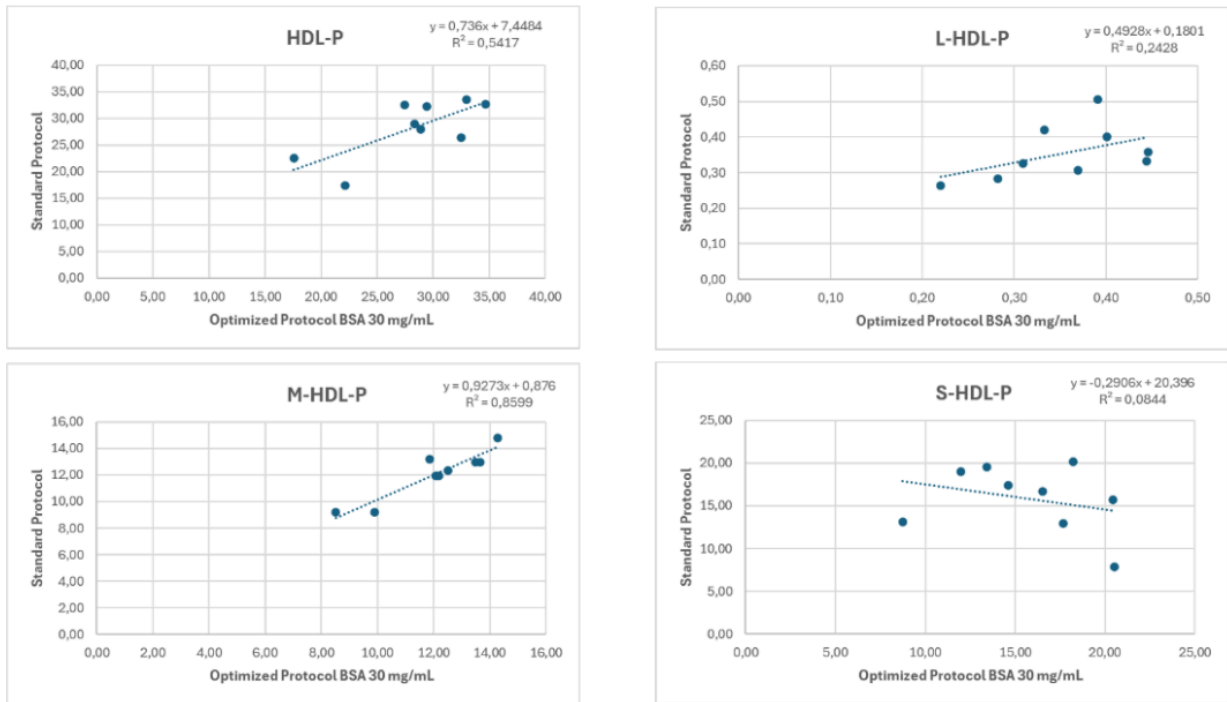 HDL-P
y = 0,736x + 7,4484
R² = 0,5417
40,00
35,00
30,00
25,00
20,00
15,00
10,00
5,00
0,00
Standard Protocol
0,00 5,00 10,00 15,00 20,00 25,00 30,00 35,00 40,00
Optimized Protocol BSA 30 mg/mL
L-HDL-P
y = 0,4928x + 0,1801
R² = 0,2428
0,60
0,50
0,40
0,30
0,20
0,10
0,00
Standard Protocol
0,00 0,10 0,20 0,30 0,40 0,50
Optimized Protocol BSA 30 mg/mL
M-HDL-P
y = 0,9273x + 0,876
R² = 0,8599
16,00
14,00
12,00
10,00
8,00
6,00
4,00
2,00
0,00
Standard Protocol
0,00 2,00 4,00 6,00 8,00 10,00 12,00 14,00 16,00
Optimized Protocol BSA 30 mg/mL
S-HDL-P
y = -0,2906x + 20,396
R² = 0,0844
25,00
20,00
15,00
10,00
5,00
0,00
Standard Protocol
0,00 5,00 10,00 15,00 20,00 25,00
Optimized Protocol BSA 30 mg/mL